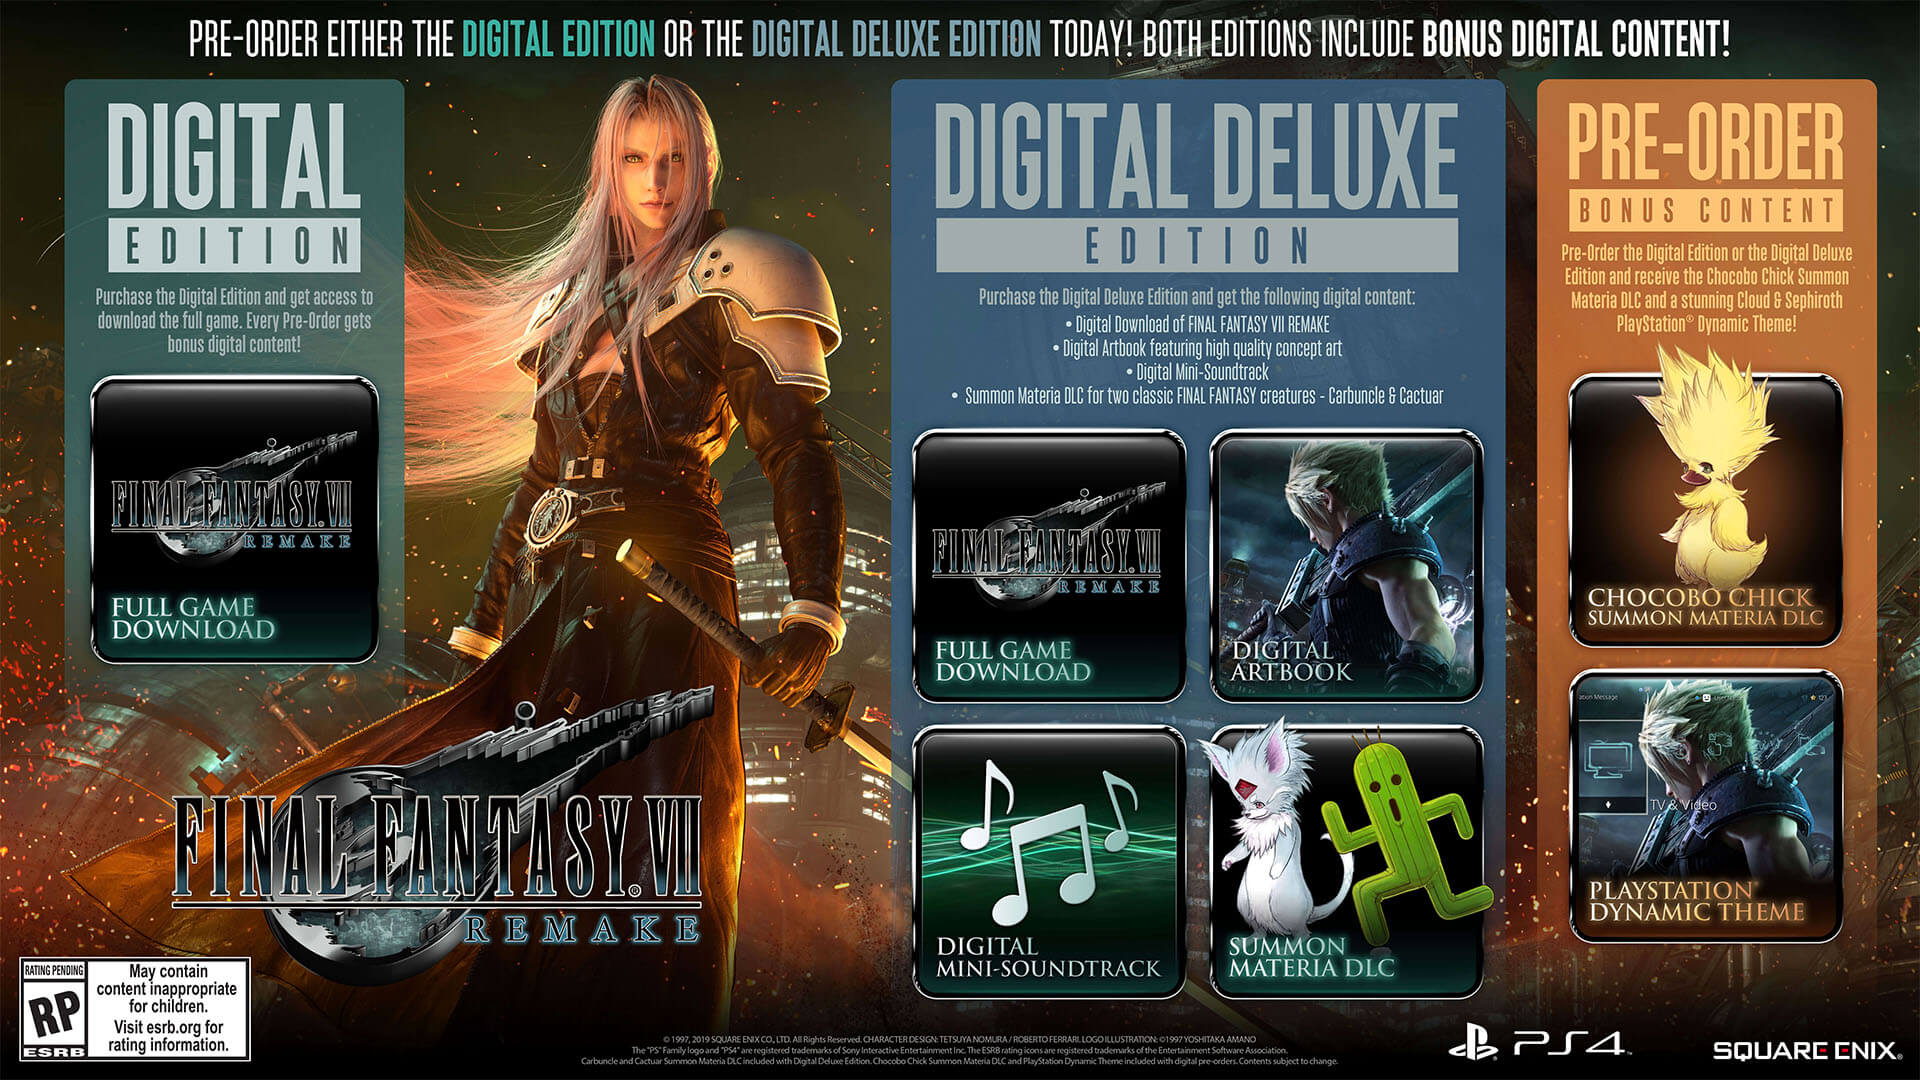 PRE-ORDER EITHER THE DIGITAL EDITION OR THE DIGITAL DELUXE EDITION TODAY! BOTH EDITIONS INCLUDE BONUS DIGITAL CONTENT!
DIGITAL
EDITION
Purchase the Digital Edition and get access to
download the full game. Every Pre-Order gets
bonus digital content!
FINAL FANTASY VII
REMAKE
FULL GAME
DOWNLOAD
FINAL FANTASY VII®
REMAKE
RATING PENDING
RP
ESRB
May contain
content inappropriate
for children.
Visit esrb.org for
rating information.
DIGITAL DELUXE
EDITION
Purchase the Digital Deluxe Edition and get the following digital content:
• Digital Download of FINAL FANTASY VII REMAKE
• Digital Artbook featuring high quality concept art
• Digital Mini-Soundtrack
• Summon Materia DLC for two classic FINAL FANTASY creatures - Carbuncle & Cactuar
FINAL FANTASY VII
REMAKE
FULL GAME
DOWNLOAD
DIGITAL
ARTBOOK
DIGITAL
MINI-SOUNDTRACK
SUMMON
MATERIA DLC
PRE-ORDER
BONUS CONTENT
Pre-Order the Digital Edition or the Digital Deluxe
Edition and receive the Chocobo Chick Summon
Materia DLC and a stunning Cloud & Sephiroth
PlayStation® Dynamic Theme!
CHOCOBO CHICK
SUMMON MATERIA DLC
ation Message
TV & Video
PLAYSTATION®
DYNAMIC THEME
© 1997, 2019 SQUARE ENIX CO., LTD. All Rights Reserved. CHARACTER DESIGN: TETSUYA NOMURA / ROBERTO FERRARI. LOGO ILLUSTRATION: ©1997 YOSHITAKA AMANO
The "PS" Family logo and "PS4" are registered trademarks of Sony Interactive Entertainment Inc. The ESRB rating icons are registered trademarks of the Entertainment Software Association.
Carbuncle and Cactuar Summon Materia DLC included with Digital Deluxe Edition. Chocobo Chick Summon Materia DLC and PlayStation Dynamic Theme included with digital pre-orders. Contents subject to change.
PS4™
SQUARE ENIX®